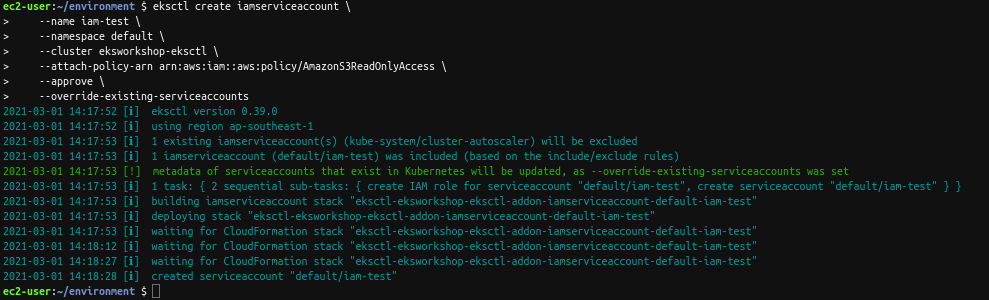 ec2-user:~/environment $ eksctl create iamserviceaccount \
>     --name iam-test \
>     --namespace default \
>     --cluster eksworkshop-eksctl \
>     --attach-policy-arn arn:aws:iam::aws:policy/AmazonS3ReadOnlyAccess \
>     --approve \
>     --override-existing-serviceaccounts
2021-03-01 14:17:52 [ℹ]  eksctl version 0.39.0
2021-03-01 14:17:52 [ℹ]  using region ap-southeast-1
2021-03-01 14:17:53 [ℹ]  1 existing iamserviceaccount(s) (kube-system/cluster-autoscaler) will be excluded
2021-03-01 14:17:53 [ℹ]  1 iamserviceaccount (default/iam-test) was included (based on the include/exclude rules)
2021-03-01 14:17:53 [!]  metadata of serviceaccounts that exist in Kubernetes will be updated, as --override-existing-serviceaccounts was set
2021-03-01 14:17:53 [ℹ]  1 task: { 2 sequential sub-tasks: { create IAM role for serviceaccount "default/iam-test", create serviceaccount "default/iam-test" } }
2021-03-01 14:17:53 [ℹ]  building iamserviceaccount stack "eksctl-eksworkshop-eksctl-addon-iamserviceaccount-default-iam-test"
2021-03-01 14:17:53 [ℹ]  deploying stack "eksctl-eksworkshop-eksctl-addon-iamserviceaccount-default-iam-test"
2021-03-01 14:17:53 [ℹ]  waiting for CloudFormation stack "eksctl-eksworkshop-eksctl-addon-iamserviceaccount-default-iam-test"
2021-03-01 14:18:12 [ℹ]  waiting for CloudFormation stack "eksctl-eksworkshop-eksctl-addon-iamserviceaccount-default-iam-test"
2021-03-01 14:18:27 [ℹ]  waiting for CloudFormation stack "eksctl-eksworkshop-eksctl-addon-iamserviceaccount-default-iam-test"
2021-03-01 14:18:28 [ℹ]  created serviceaccount "default/iam-test"
ec2-user:~/environment $